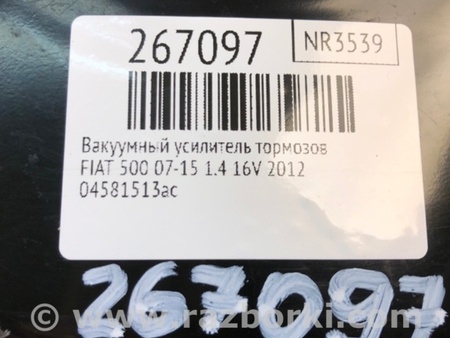 267097
NR3539
Вакуумный усилитель тормозов
FIAT 500 07-15 1.4 16V 2012
04581513ac
267097
© www.razborki.com